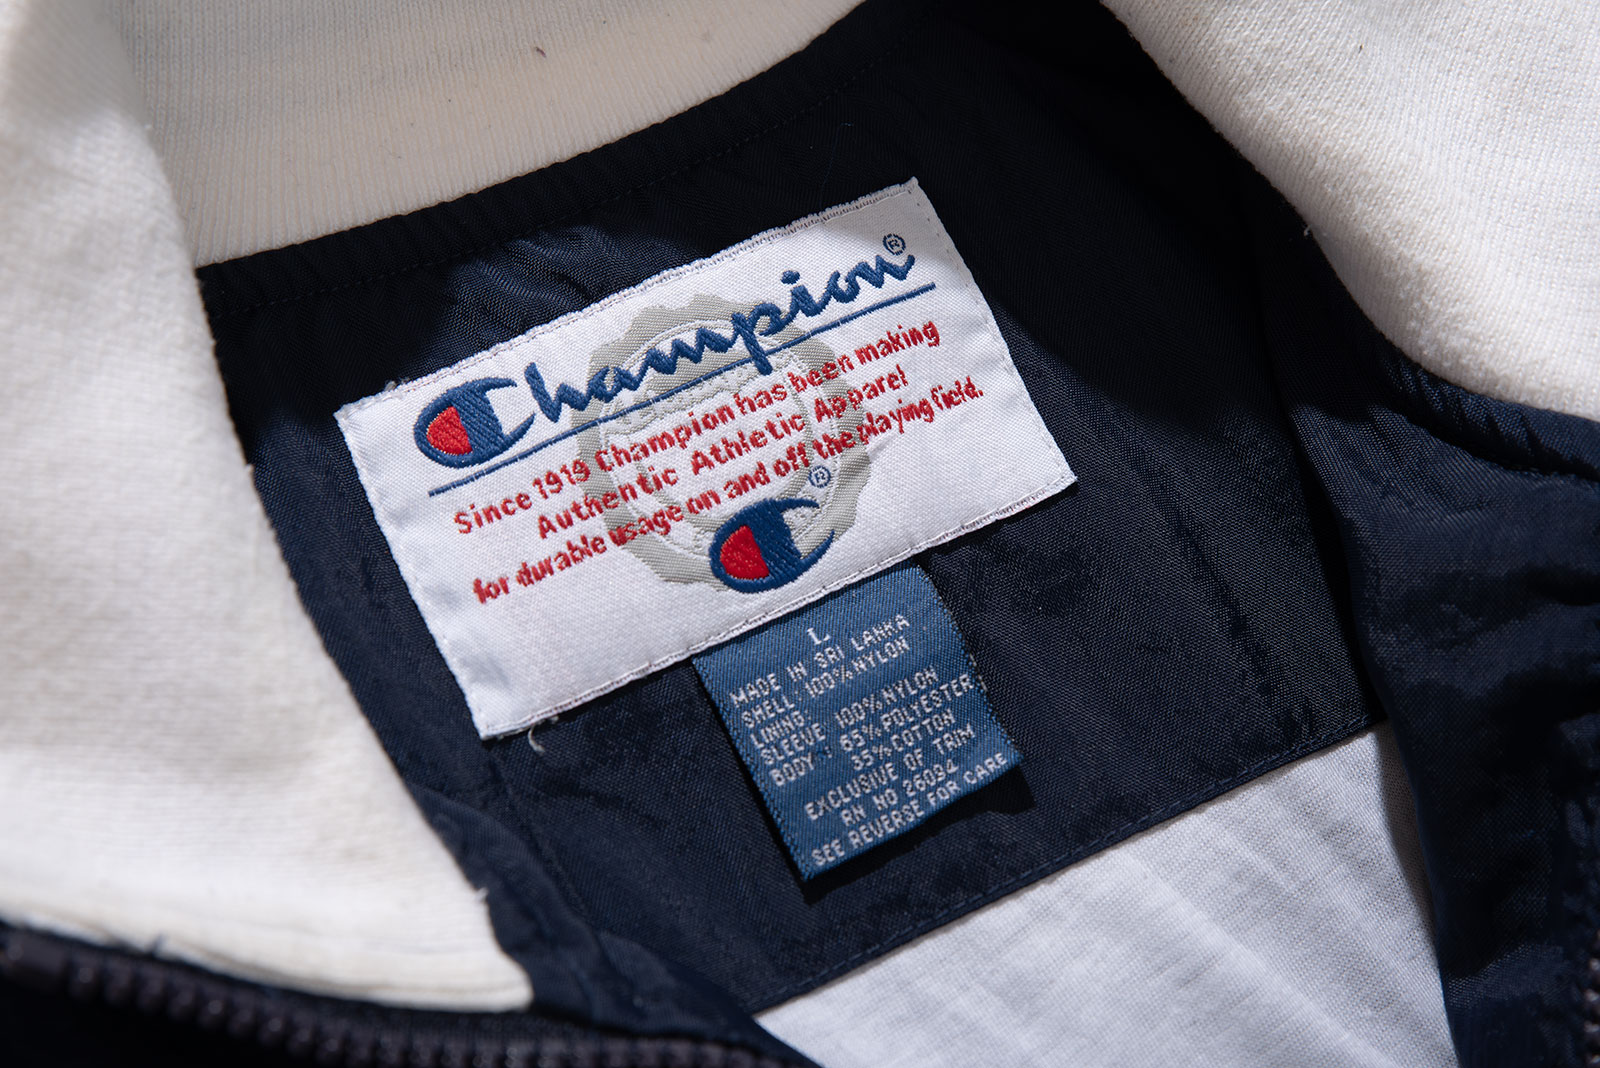 Champion®
Since 1919 Champion has been making
Authentic Athletic Apparel
for durable usage on and off the playing field.
®
L
MADE IN SRI LANKA
SHELL: 100% NYLON
LINING:
SLEEVE: 100% NYLON
BODY : 65% POLYESTER
35% COTTON
EXCLUSIVE OF TRIM
RN NO 26094
SEE REVERSE FOR CARE